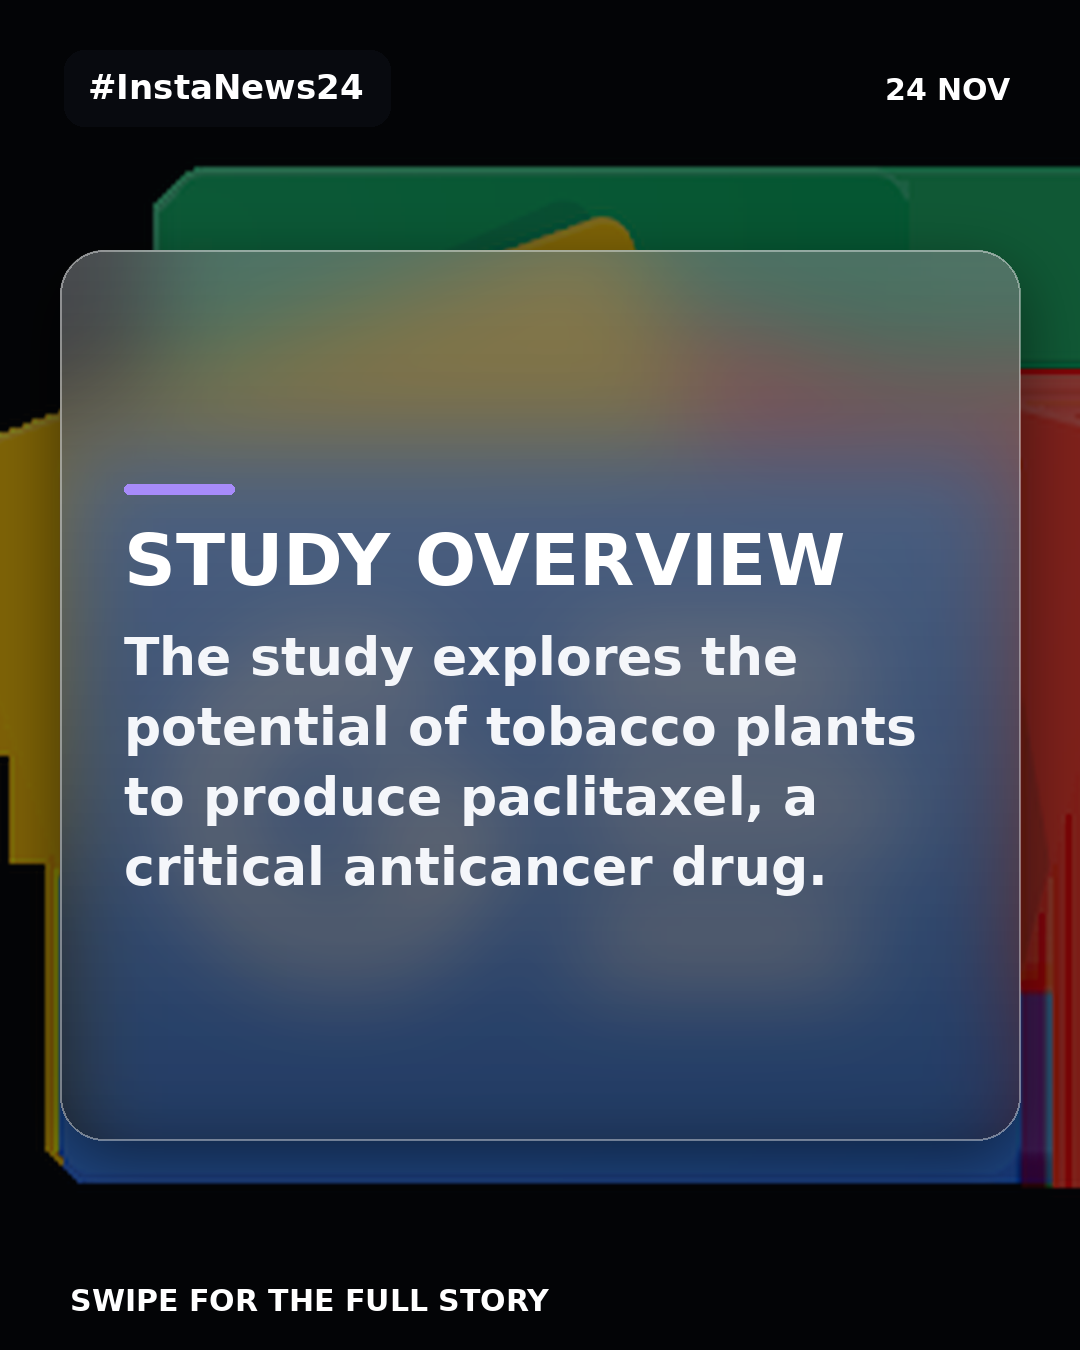 #InstaNews24
24 NOV
STUDY OVERVIEW
The study explores the
potential of tobacco plants
to produce paclitaxel, a
critical anticancer drug.
SWIPE FOR THE FULL STORY